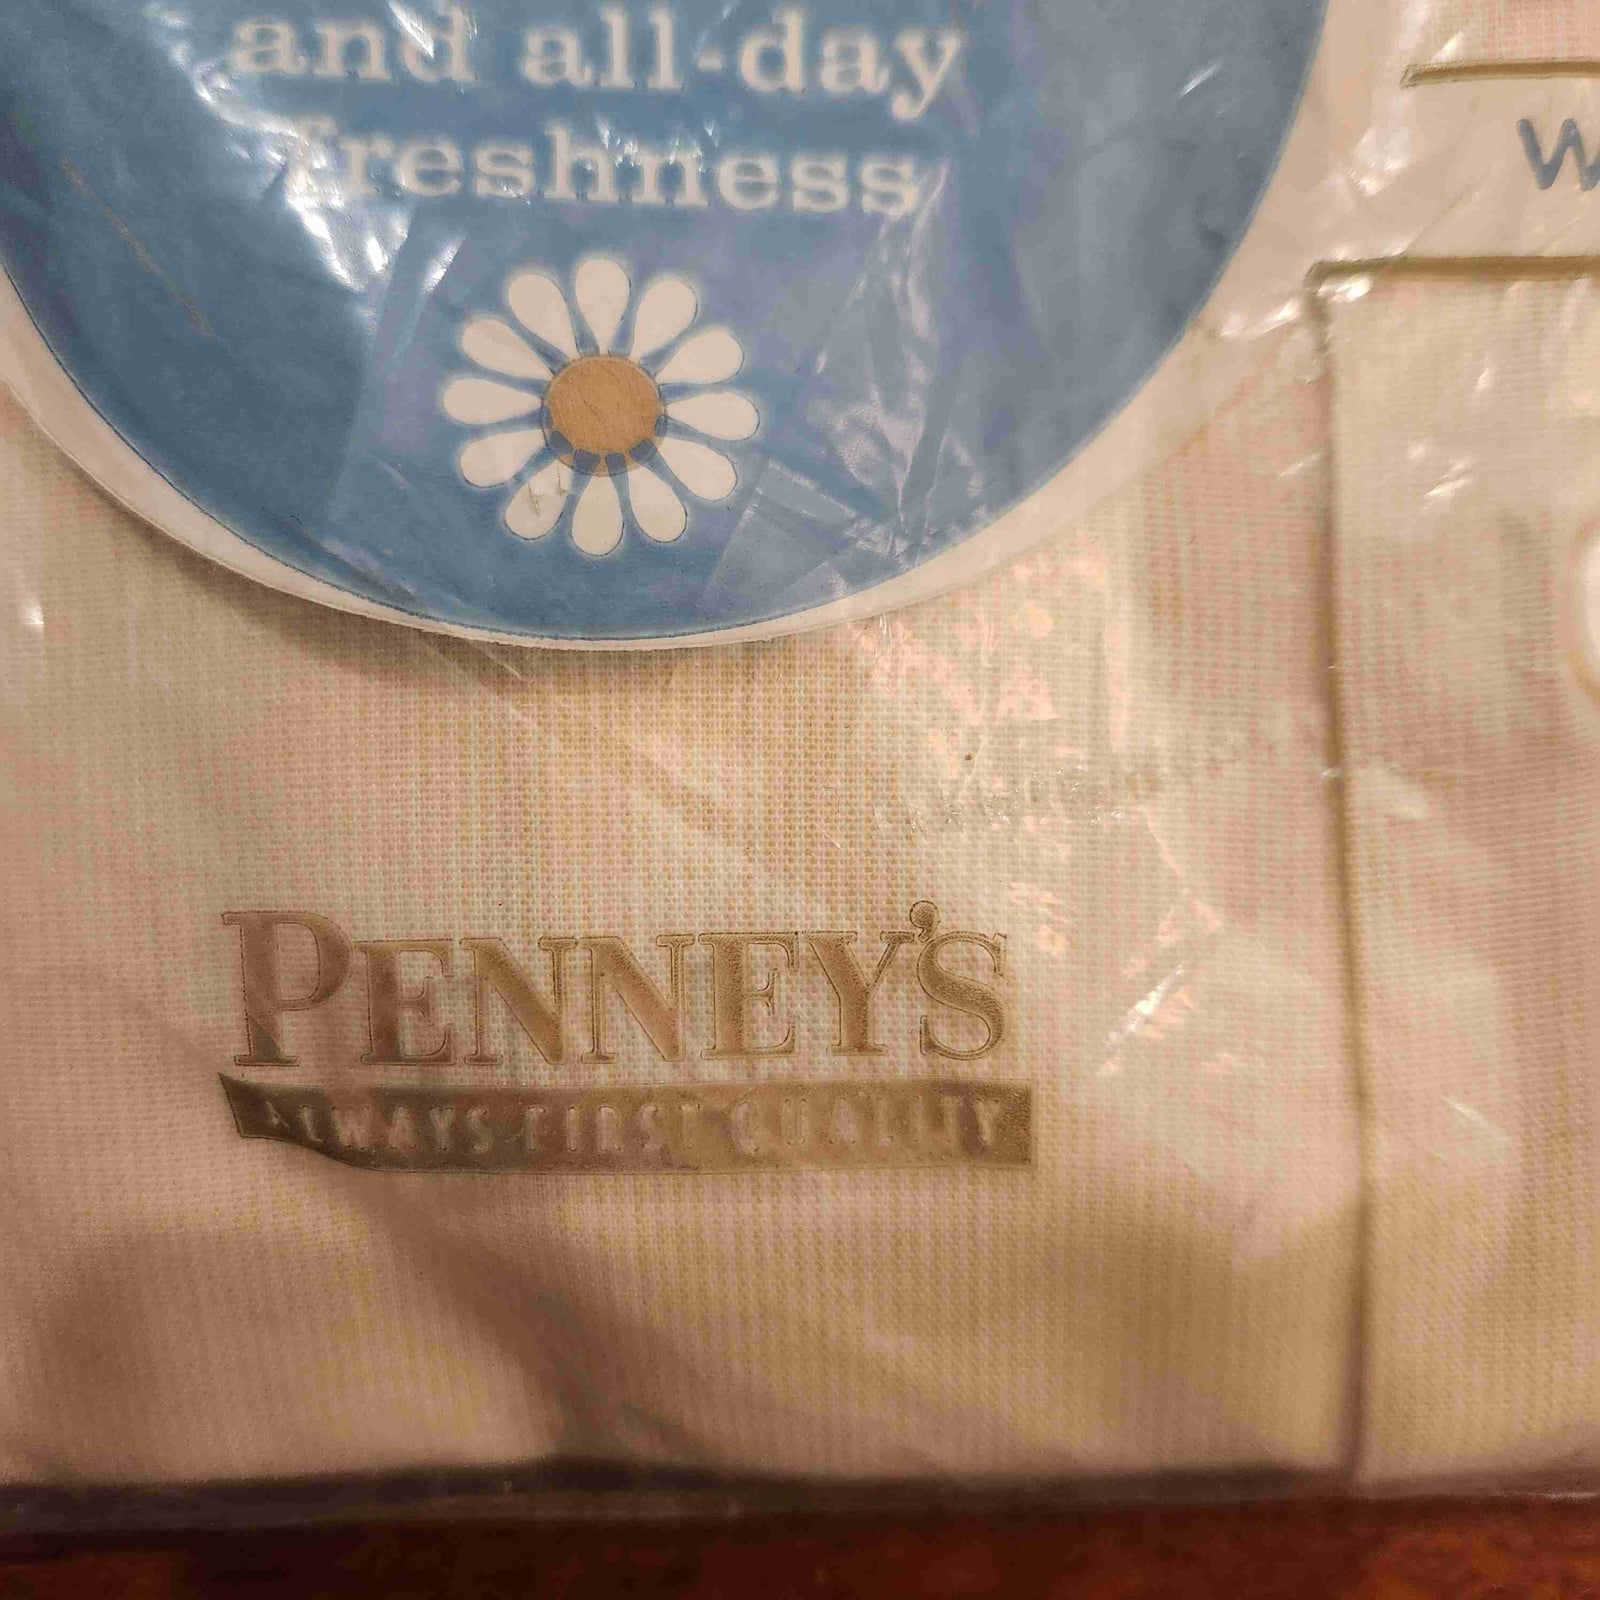 and all-day
freshness
W
PENNEY'S
ALWAYS FIRST QUALITY